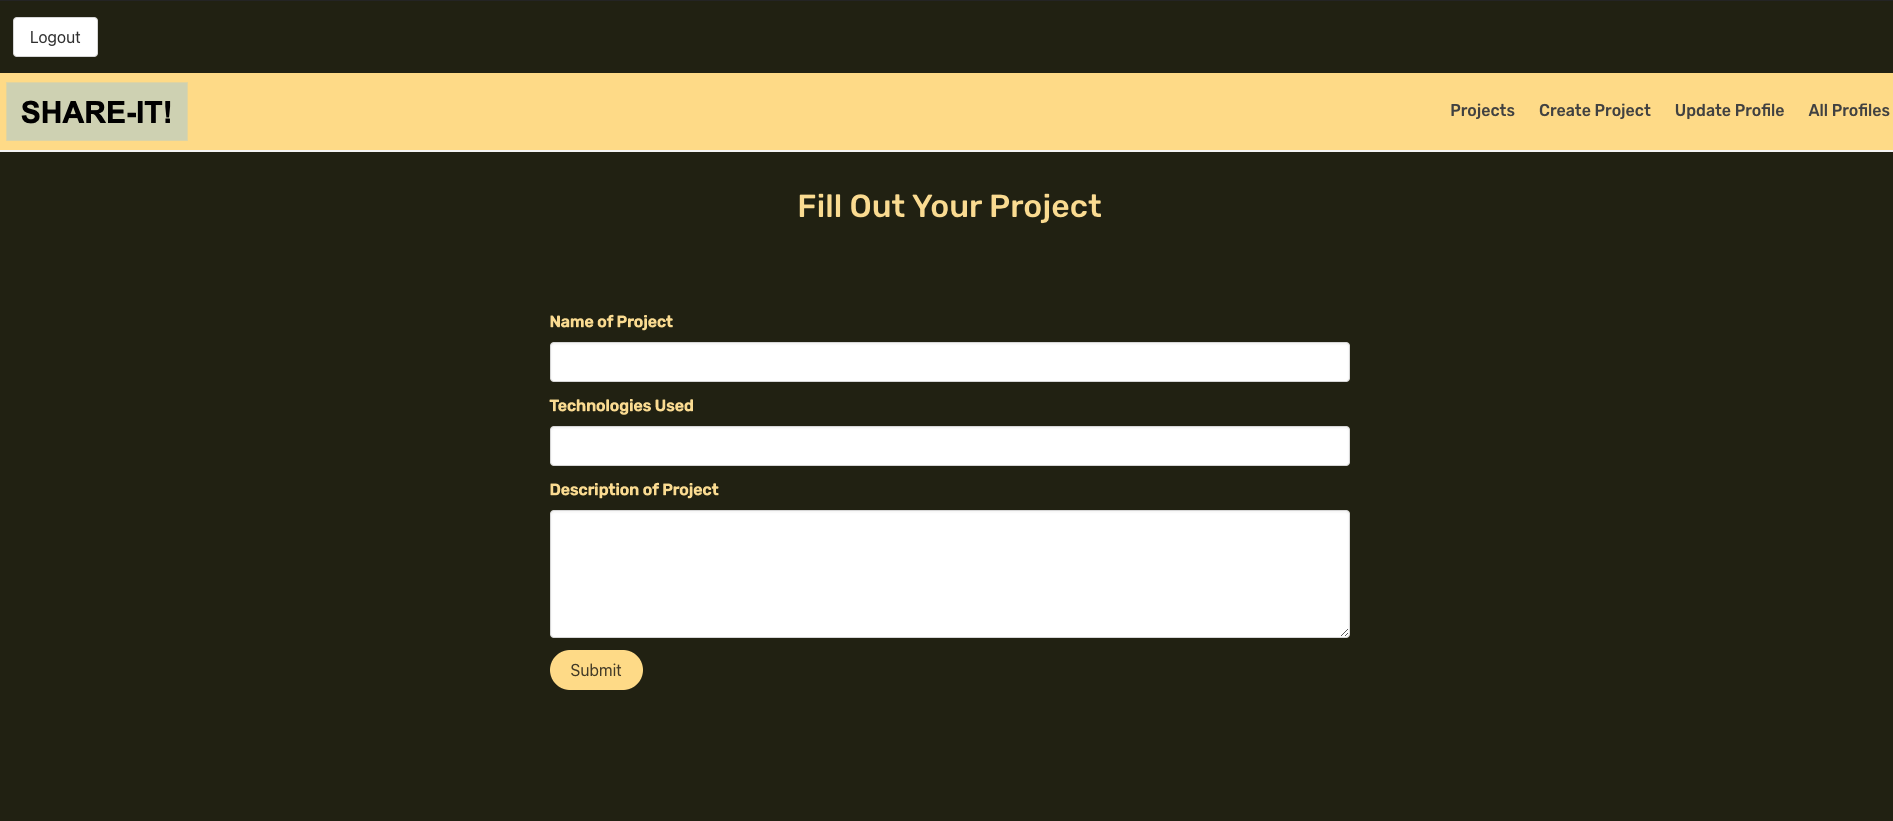 Logout
SHARE-IT!
Projects Create Project Update Profile All Profiles
Fill Out Your Project
Name of Project
Technologies Used
Description of Project
Submit